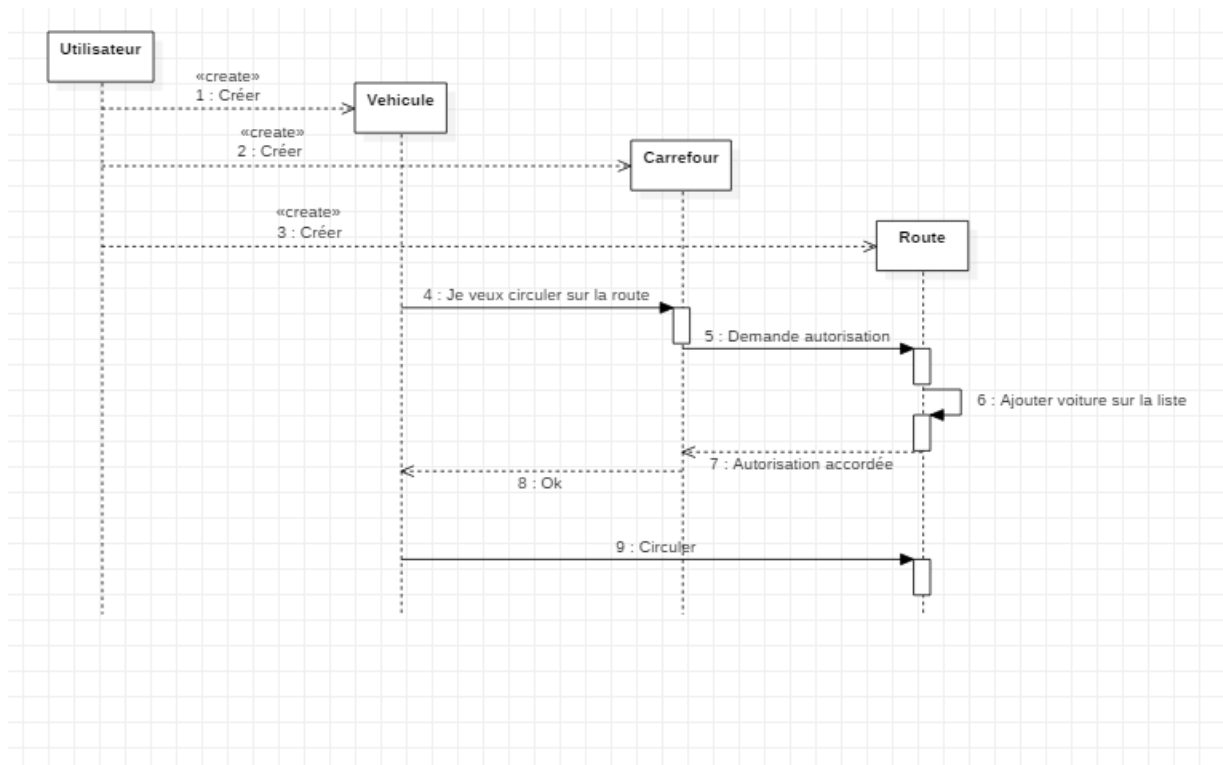 Utilisateur
«create»
1 : Créer
Vehicule
«create»
2 : Créer
Carrefour
«create»
3 : Créer
Route
4 : Je veux circuler sur la route
5 : Demande autorisation
6 : Ajouter voiture sur la liste
7 : Autorisation accordée
8 : Ok
9 : Circuler